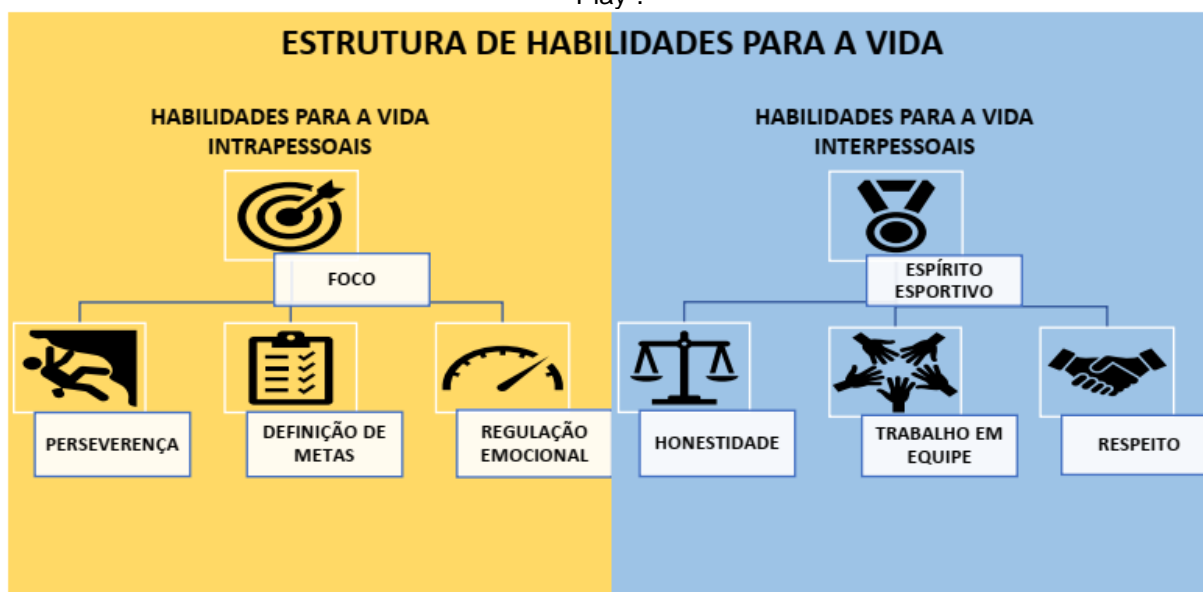 Play".
ESTRUTURA DE HABILIDADES PARA A VIDA
HABILIDADES PARA A VIDA
INTRAPESSOAIS
FOCO
PERSEVERENÇA
DEFINIÇÃO DE
METAS
REGULAÇÃO
EMOCIONAL
HABILIDADES PARA A VIDA
INTERPESSOAIS
ESPÍRITO
ESPORTIVO
HONESTIDADE
TRABALHO EM
EQUIPE
RESPEITO